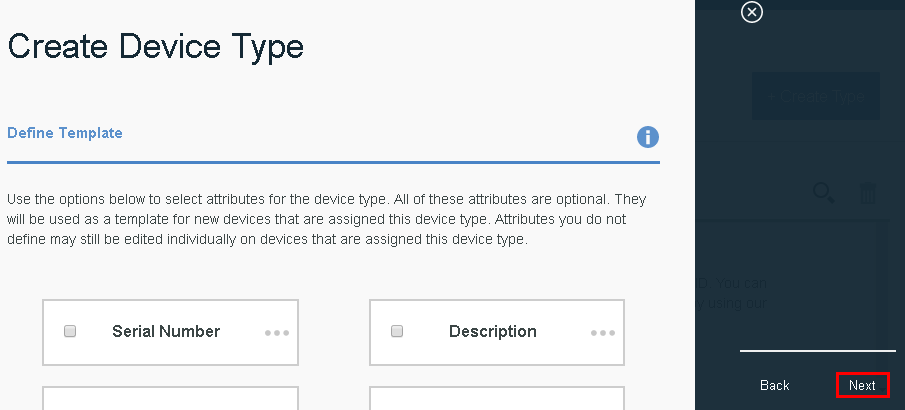 Create Device Type
+ Create Type
Define Template
Use the options below to select attributes for the device type. All of these attributes are optional. They
will be used as a template for new devices that are assigned this device type. Attributes you do not
define may still be edited individually on devices that are assigned this device type.
D. You can
y using our
Serial Number
Description
Back
Next